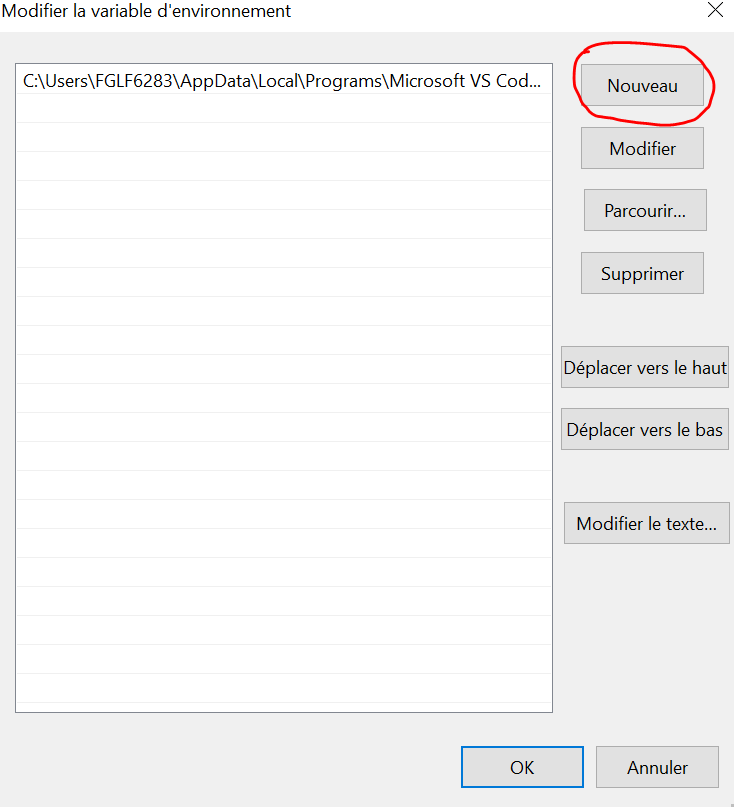 Modifier la variable d'environnement
C:\Users\FGLF6283\AppData\Local\Programs\Microsoft VS Cod...
Nouveau
Modifier
Parcourir...
Supprimer
Déplacer vers le haut
Déplacer vers le bas
Modifier le texte...
OK
Annuler